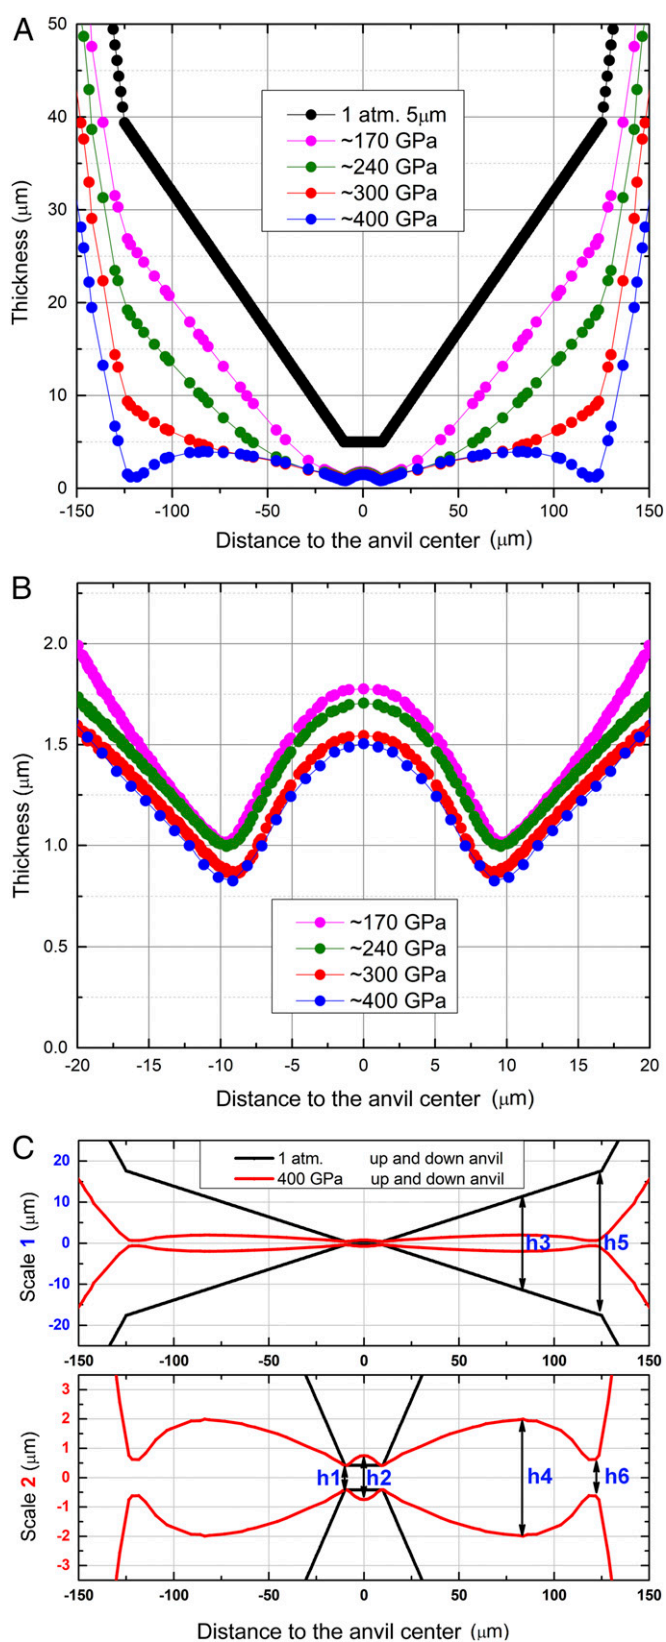 A
50
40
30
20
10
0
Thickness (μm)
1 atm. 5μm
~170 GPa
~240 GPa
~300 GPa
~400 GPa
-150 -100 -50 0 50 100 150
Distance to the anvil center (μm)
B
2.0
1.5
1.0
0.5
0.0
Thickness (μm)
~170 GPa
~240 GPa
~300 GPa
~400 GPa
-20 -15 -10 -5 0 5 10 15 20
Distance to the anvil center (μm)
C
1 atm. up and down anvil
400 GPa up and down anvil
20
10
0
-10
-20
Scale 1 (μm)
h3 h5
-150 -100 -50 0 50 100 150
3
2
1
0
-1
-2
-3
Scale 2 (μm)
h1 h2 h4 h6
-150 -100 -50 0 50 100 150
Distance to the anvil center (μm)